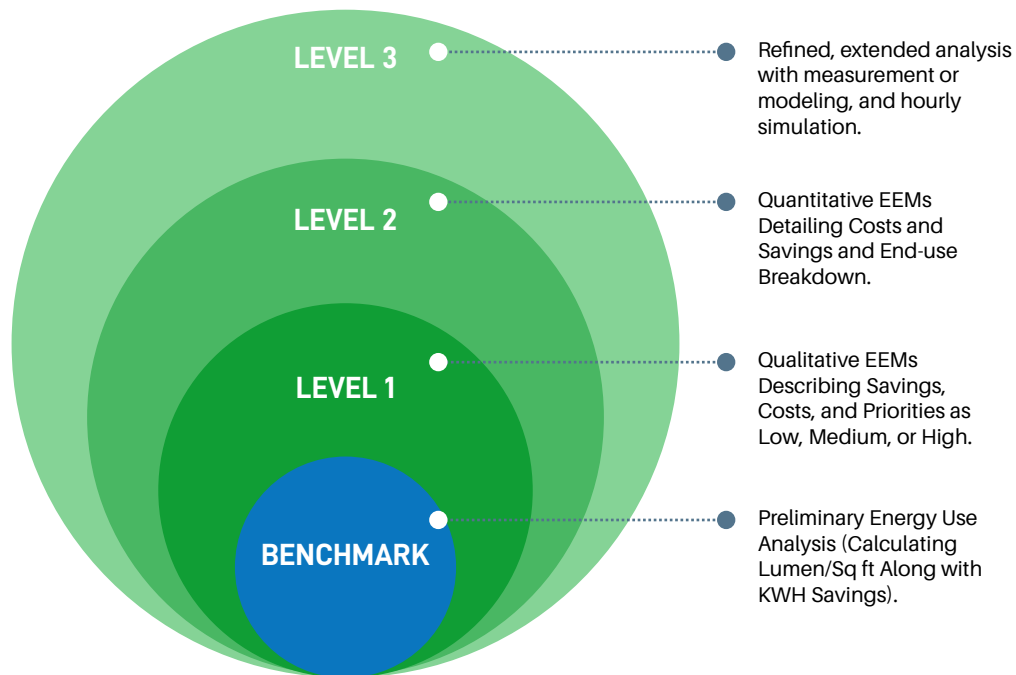 LEVEL 3
Refined, extended analysis
with measurement or
modeling, and hourly
simulation.
LEVEL 2
Quantitative EEMs
Detailing Costs and
Savings and End-use
Breakdown.
LEVEL 1
Qualitative EEMs
Describing Savings,
Costs, and Priorities as
Low, Medium, or High.
BENCHMARK
Preliminary Energy Use
Analysis (Calculating
Lumen/Sq ft Along with
KWH Savings).